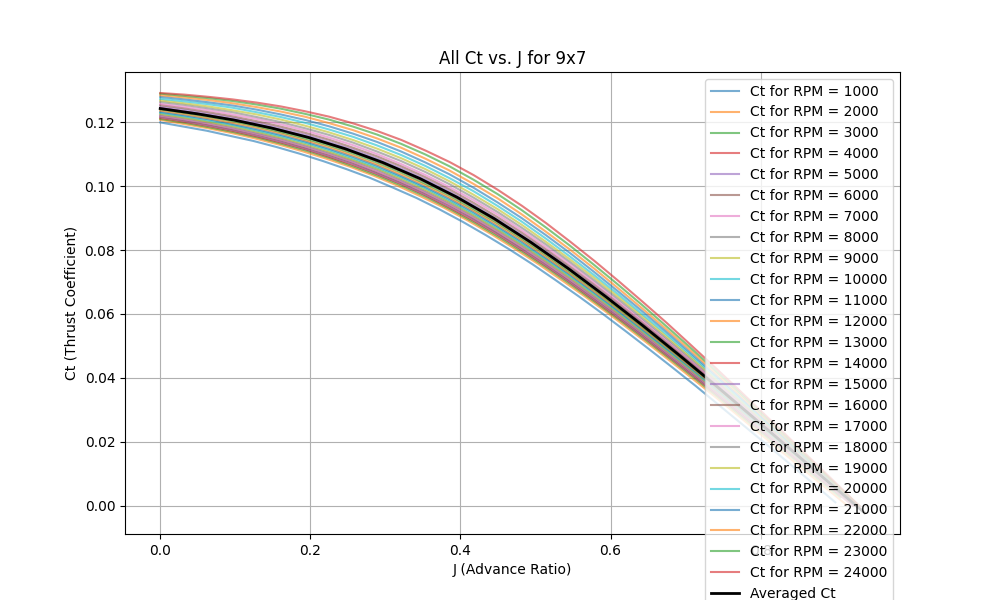 All Ct vs. J for 9x7
Ct (Thrust Coefficient)
0.12
0.10
0.08
0.06
0.04
0.02
0.00
0.0
0.2
0.4
0.6
0.8
J (Advance Ratio)
Ct for RPM = 1000
Ct for RPM = 2000
Ct for RPM = 3000
Ct for RPM = 4000
Ct for RPM = 5000
Ct for RPM = 6000
Ct for RPM = 7000
Ct for RPM = 8000
Ct for RPM = 9000
Ct for RPM = 10000
Ct for RPM = 11000
Ct for RPM = 12000
Ct for RPM = 13000
Ct for RPM = 14000
Ct for RPM = 15000
Ct for RPM = 16000
Ct for RPM = 17000
Ct for RPM = 18000
Ct for RPM = 19000
Ct for RPM = 20000
Ct for RPM = 21000
Ct for RPM = 22000
Ct for RPM = 23000
Ct for RPM = 24000
Averaged Ct